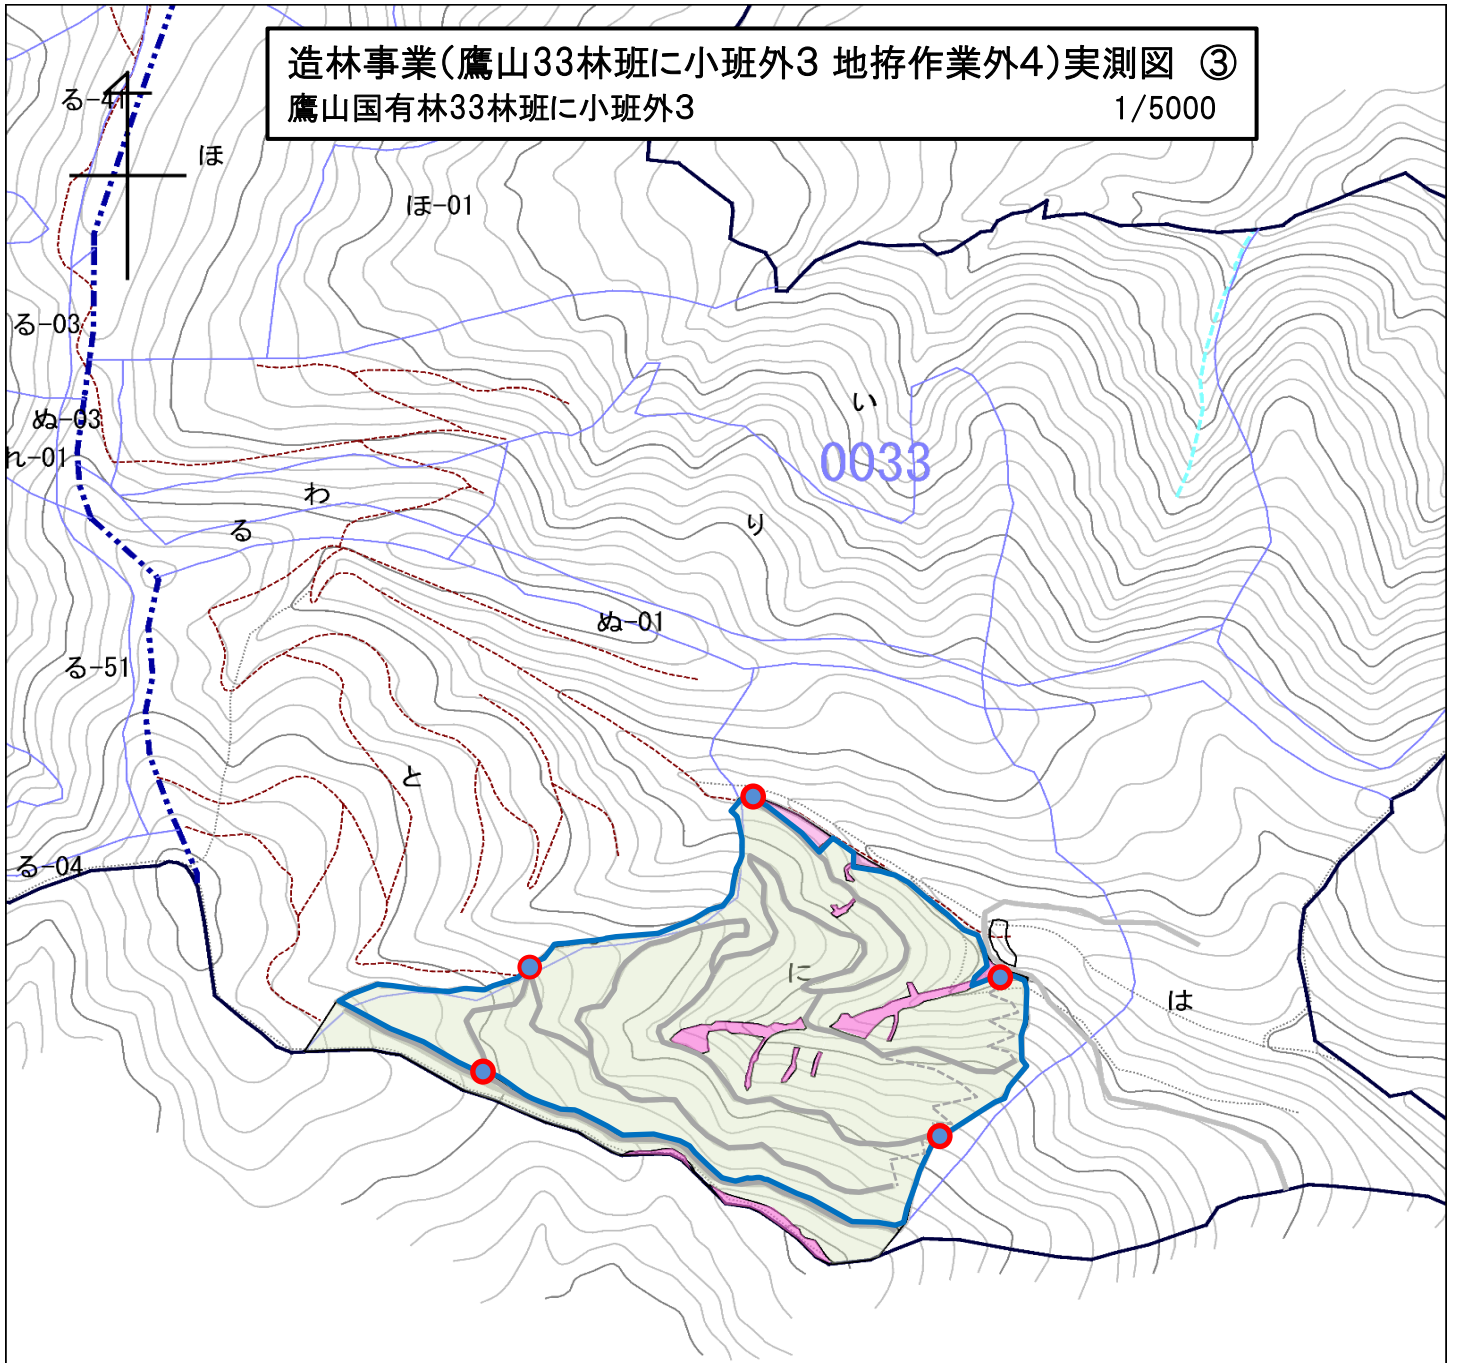 造林事業(鷹山33林班に小班外3 地拵作業外4)実測図 ③
鷹山国有林33林班に小班外3 1/5000
る-4
ほ
ほ-01
る-03
い
ぬ-03
0033
れ-01
わ
る
り
ぬ-01
る-51
と
る-04
に
は